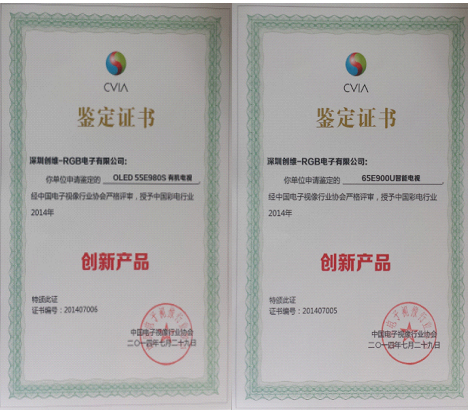 CVIA
鉴定证书
深圳创维-RGB电子有限公司:
你单位申请鉴定的 OLED 55E980S 有机电视 ,
经中国电子视像行业协会严格评审，授予中国彩电行业
2014年
创新产品
特颁此证
证书编号：201407006
中国电子视像行业协会
二〇一四年七月二十九日
CVIA
鉴定证书
深圳创维-RGB电子有限公司:
你单位申请鉴定的 65E900U智能电视 ,
经中国电子视像行业协会严格评审，授予中国彩电行业
2014年
创新产品
特颁此证
证书编号：201407005
中国电子视像行业协会
二〇一四年七月二十九日